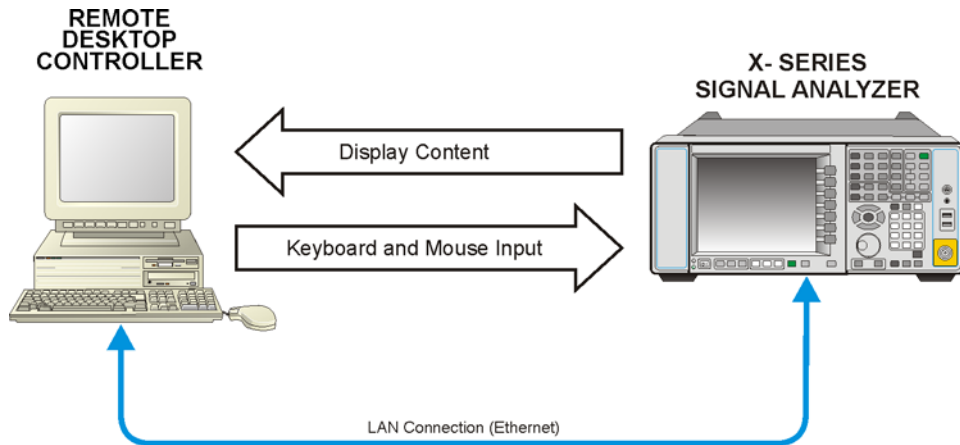 REMOTE
DESKTOP
CONTROLLER
X- SERIES
SIGNAL ANALYZER
Display Content
Keyboard and Mouse Input
LAN Connection (Ethernet)